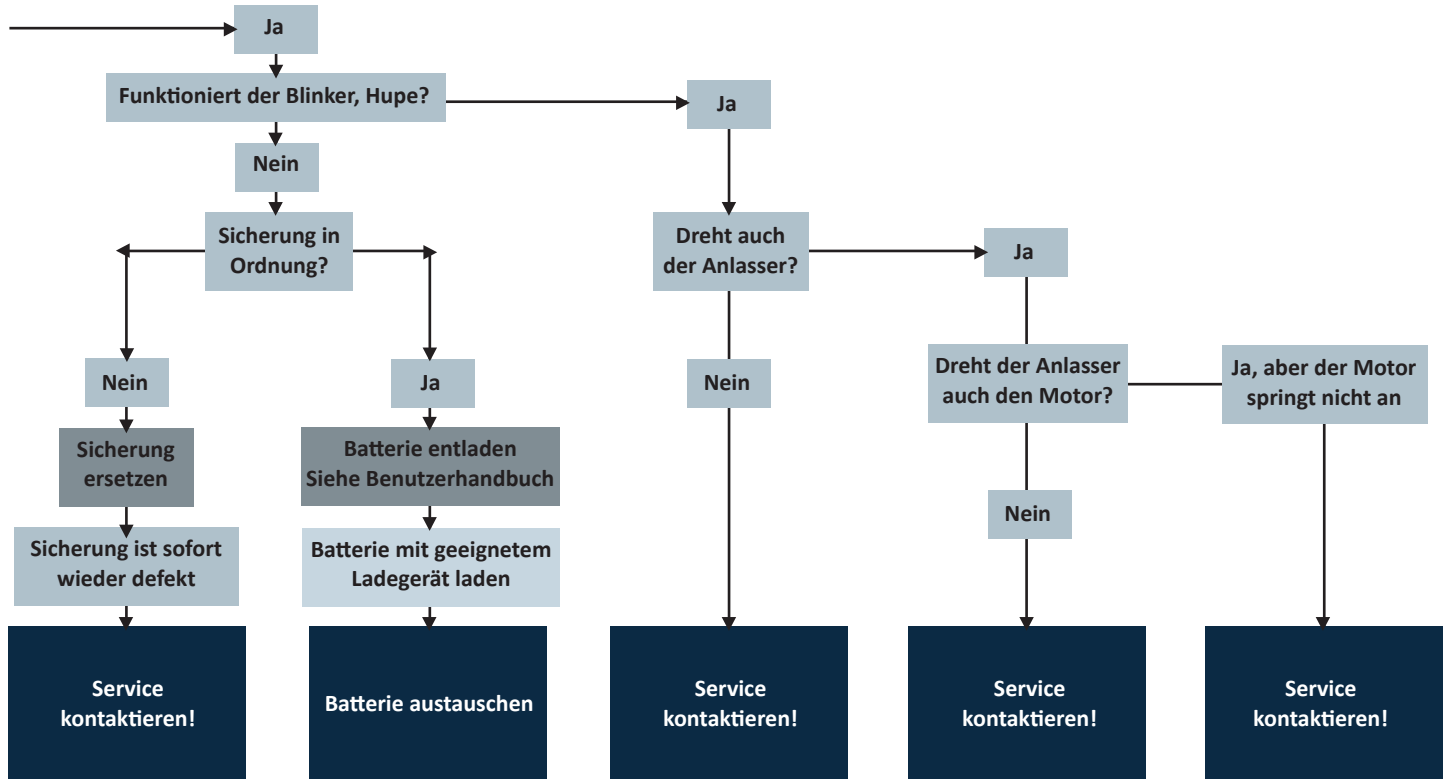 Ja
Funktioniert der Blinker, Hupe?
Ja
Nein
Sicherung in
Ordnung?
Dreht auch
der Anlasser?
Ja
Nein
Ja
Nein
Dreht der Anlasser
auch den Motor?
Ja, aber der Motor
springt nicht an
Sicherung
ersetzen
Batterie entladen
Siehe Benutzerhandbuch
Nein
Sicherung ist sofort
wieder defekt
Batterie mit geeignetem
Ladegerät laden
Service
kontaktieren!
Batterie austauschen
Service
kontaktieren!
Service
kontaktieren!
Service
kontaktieren!